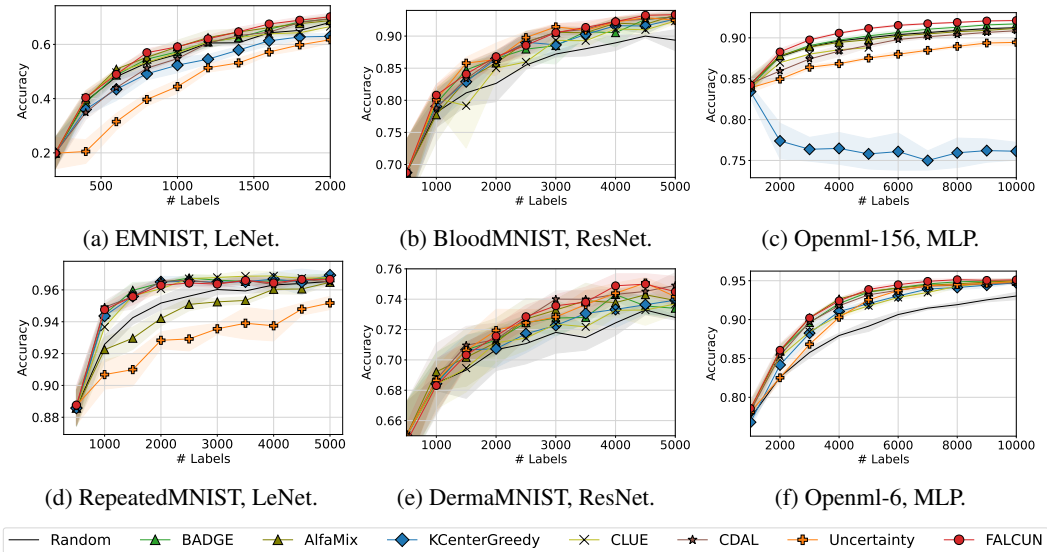 Accuracy
0.6
0.4
0.2
500 1000 1500 2000
# Labels
(a) EMNIST, LeNet.
Accuracy
0.90
0.85
0.80
0.75
0.70
1000 2000 3000 4000 5000
# Labels
(b) BloodMNIST, ResNet.
Accuracy
0.90
0.85
0.80
0.75
2000 4000 6000 8000 10000
# Labels
(c) Openml-156, MLP.
Accuracy
0.96
0.94
0.92
0.90
0.88
1000 2000 3000 4000 5000
# Labels
(d) RepeatedMNIST, LeNet.
Accuracy
0.76
0.74
0.72
0.70
0.68
0.66
1000 2000 3000 4000 5000
# Labels
(e) DermaMNIST, ResNet.
Accuracy
0.95
0.90
0.85
0.80
2000 4000 6000 8000 10000
# Labels
(f) Openml-6, MLP.
Random BADGE AlfaMix KCenterGreedy CLUE CDAL Uncertainty FALCUN